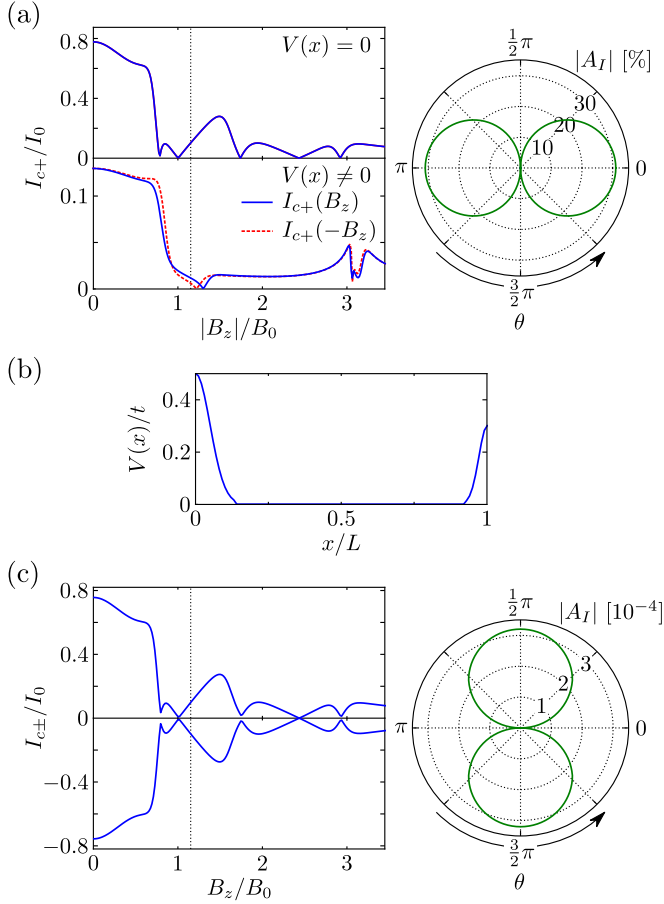 (a)
V(x) = 0
0.8
0.4
0
I_{c+}/I_0
V(x) ≠ 0
I_{c+}(B_z)
I_{c+}(−B_z)
0.1
0
0 1 2 3
|B_z|/B_0
½π
|A_I| [%]
30
20
10
π
0
3/2 π
θ
(b)
V(x)/t
0.4
0.2
0
0 0.5 1
x/L
(c)
0.8
0.4
0
−0.4
−0.8
I_{c±}/I_0
0 1 2 3
B_z/B_0
½π
|A_I| [10⁻⁴]
3
2
1
π
0
3/2 π
θ